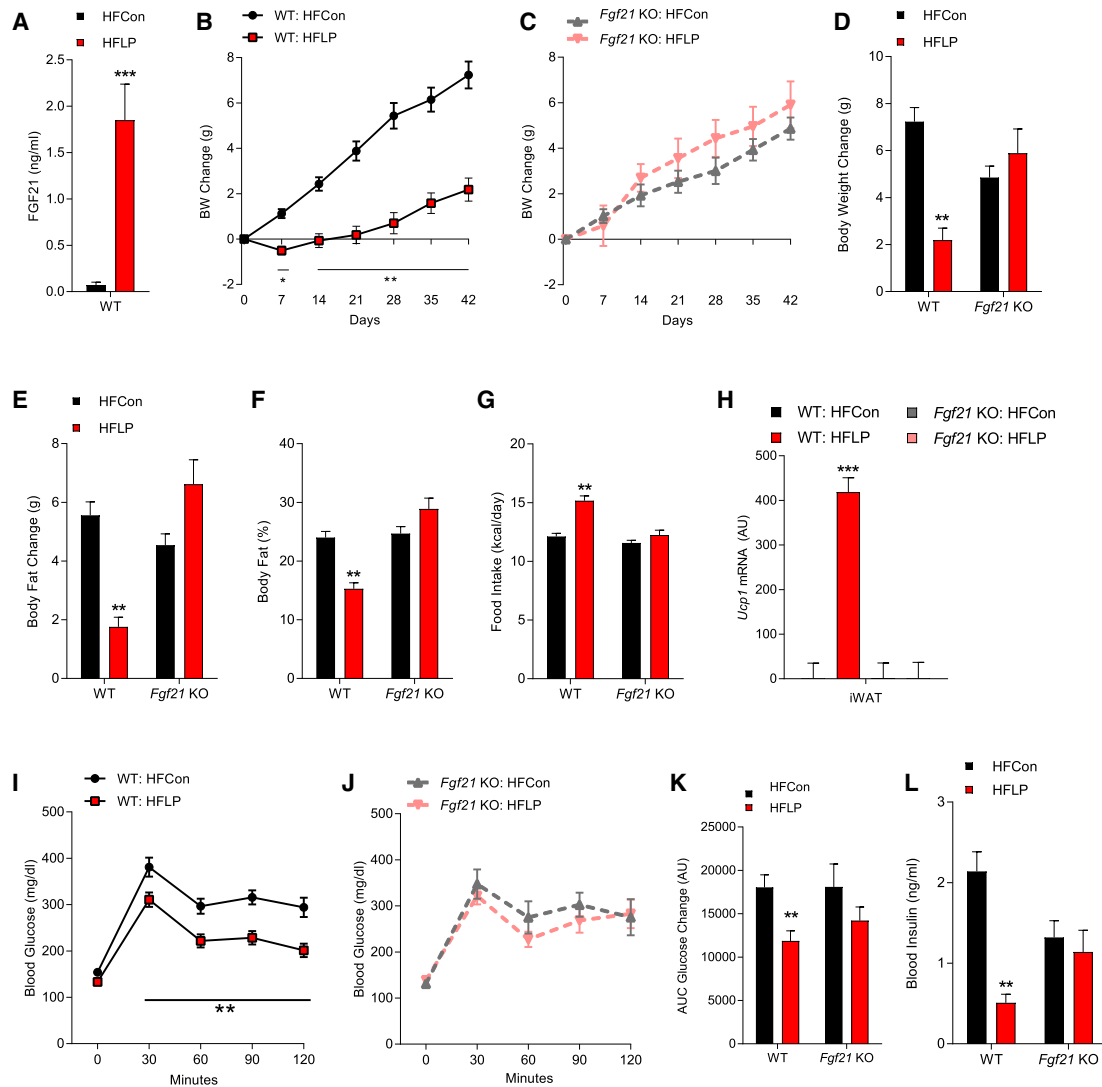 A
HFCon
HFLP
FGF21 (ng/ml)
2.5
2.0
1.5
1.0
0.5
0.0
***
WT
B
WT: HFCon
WT: HFLP
BW Change (g)
8
6
4
2
0
-2
*
**
0 7 14 21 28 35 42
Days
C
Fgf21 KO: HFCon
Fgf21 KO: HFLP
BW Change (g)
8
6
4
2
0
-2
0 7 14 21 28 35 42
Days
D
HFCon
HFLP
Body Weight Change (g)
10
8
6
4
2
0
**
WT Fgf21 KO
E
HFCon
HFLP
Body Fat Change (g)
8
6
4
2
0
**
WT Fgf21 KO
F
Body Fat (%)
40
30
20
10
0
**
WT Fgf21 KO
G
Food Intake (kcal/day)
20
15
10
5
0
**
WT Fgf21 KO
H
WT: HFCon Fgf21 KO: HFCon
WT: HFLP Fgf21 KO: HFLP
Ucp1 mRNA (AU)
500
400
300
200
100
0
***
iWAT
I
WT: HFCon
WT: HFLP
Blood Glucose (mg/dl)
500
400
300
200
100
0
**
0 30 60 90 120
Minutes
J
Fgf21 KO: HFCon
Fgf21 KO: HFLP
Blood Glucose (mg/dl)
500
400
300
200
100
0
0 30 60 90 120
Minutes
K
HFCon
HFLP
AUC Glucose Change (AU)
25000
20000
15000
10000
5000
0
**
WT Fgf21 KO
L
HFCon
HFLP
Blood Insulin (ng/ml)
3
2
1
0
**
WT Fgf21 KO